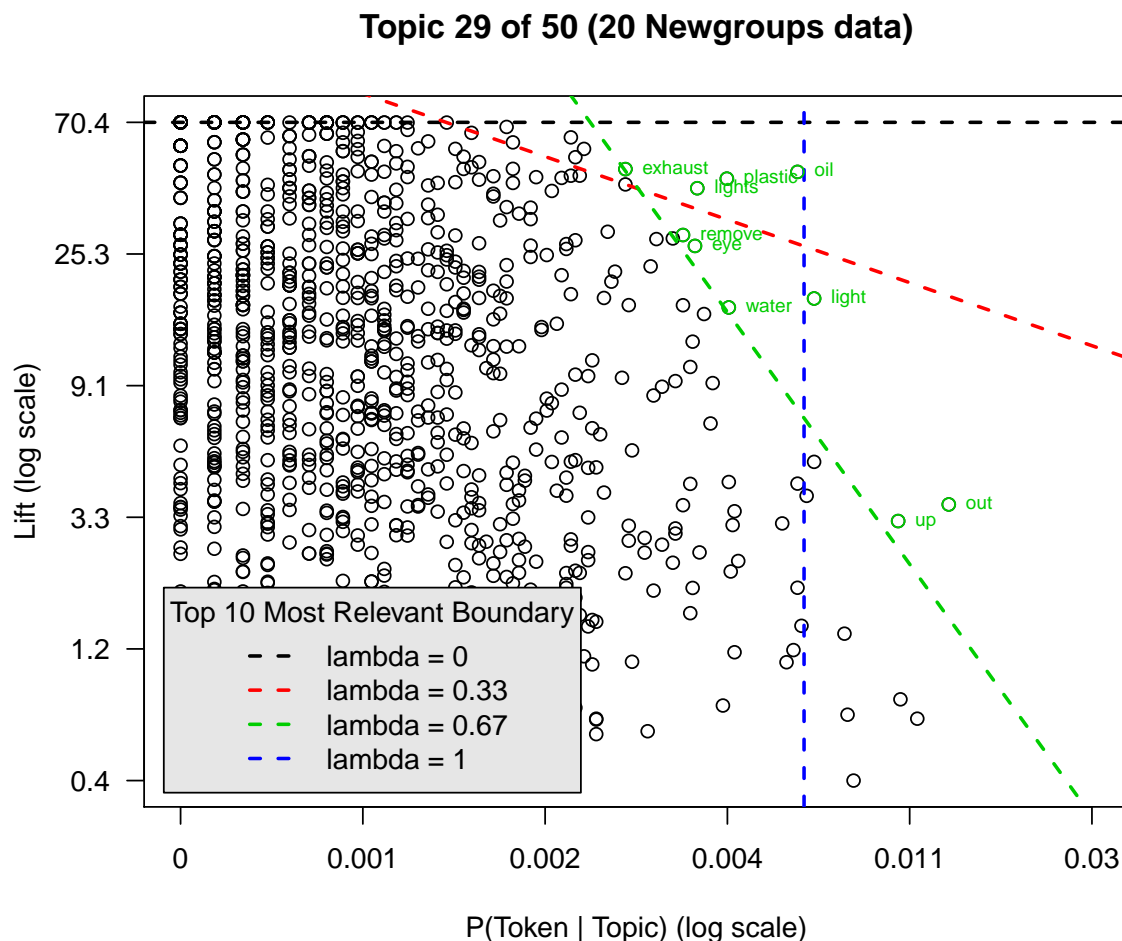 Topic 29 of 50 (20 Newgroups data)
Lift (log scale)
70.4
25.3
9.1
3.3
1.2
0.4
exhaust
plastic
oil
lights
remove
eye
water
light
out
up
Top 10 Most Relevant Boundary
lambda = 0
lambda = 0.33
lambda = 0.67
lambda = 1
0 0.001 0.002 0.004 0.011 0.03
P(Token | Topic) (log scale)